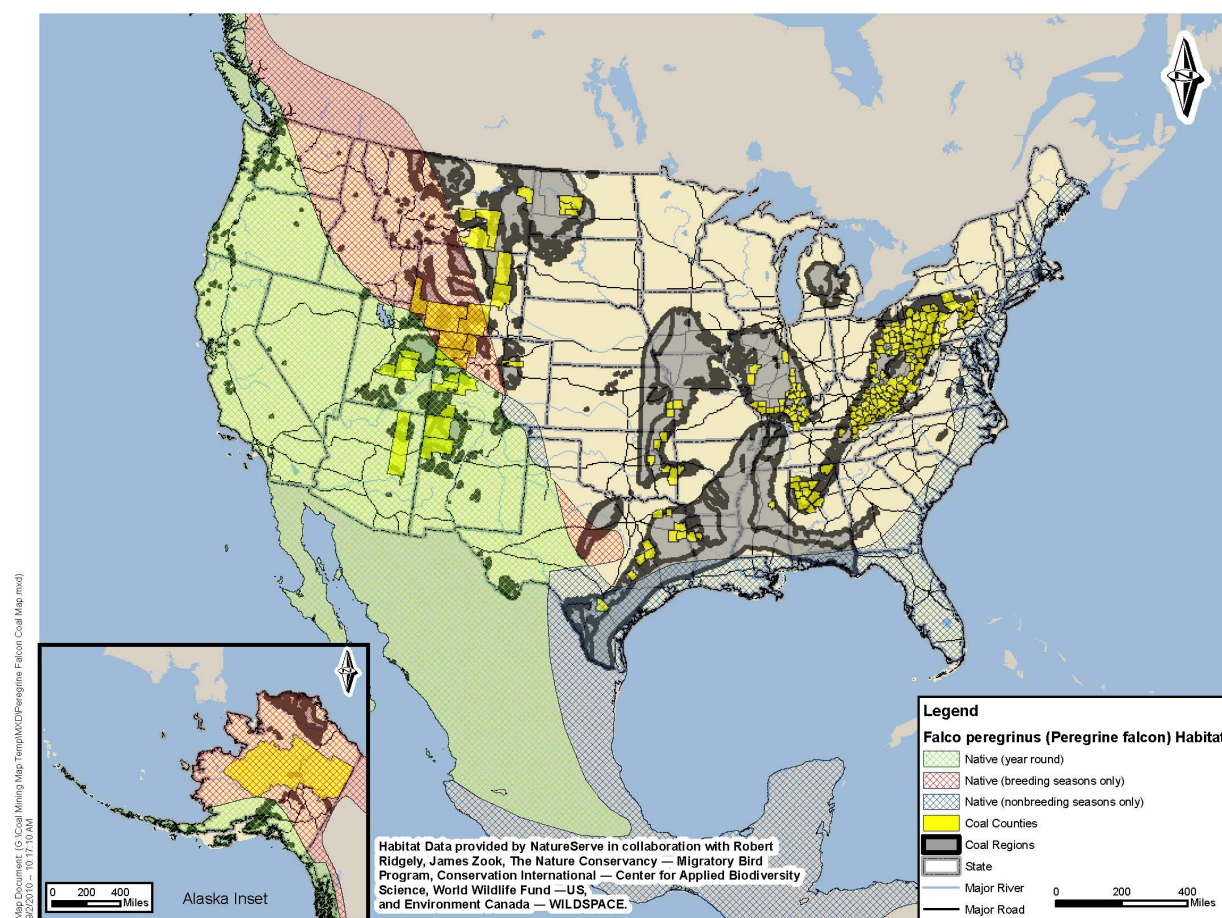 N
Map Document: (G:\Coal Mining Map Temp\MXD\Peregrine Falcon Coal Map.mxd)
9/2/2010 -- 10:17:10 AM
Legend
Falco peregrinus (Peregrine falcon) Habitat
Native (year round)
Native (breeding seasons only)
Native (nonbreeding seasons only)
Coal Counties
Coal Regions
State
Major River
Major Road
0 200 400
Miles
Habitat Data provided by NatureServe in collaboration with Robert
Ridgely, James Zook, The Nature Conservancy — Migratory Bird
Program, Conservation International — Center for Applied Biodiversity
Science, World Wildlife Fund —US,
and Environment Canada — WILDSPACE.
N
0 200 400
Miles
Alaska Inset